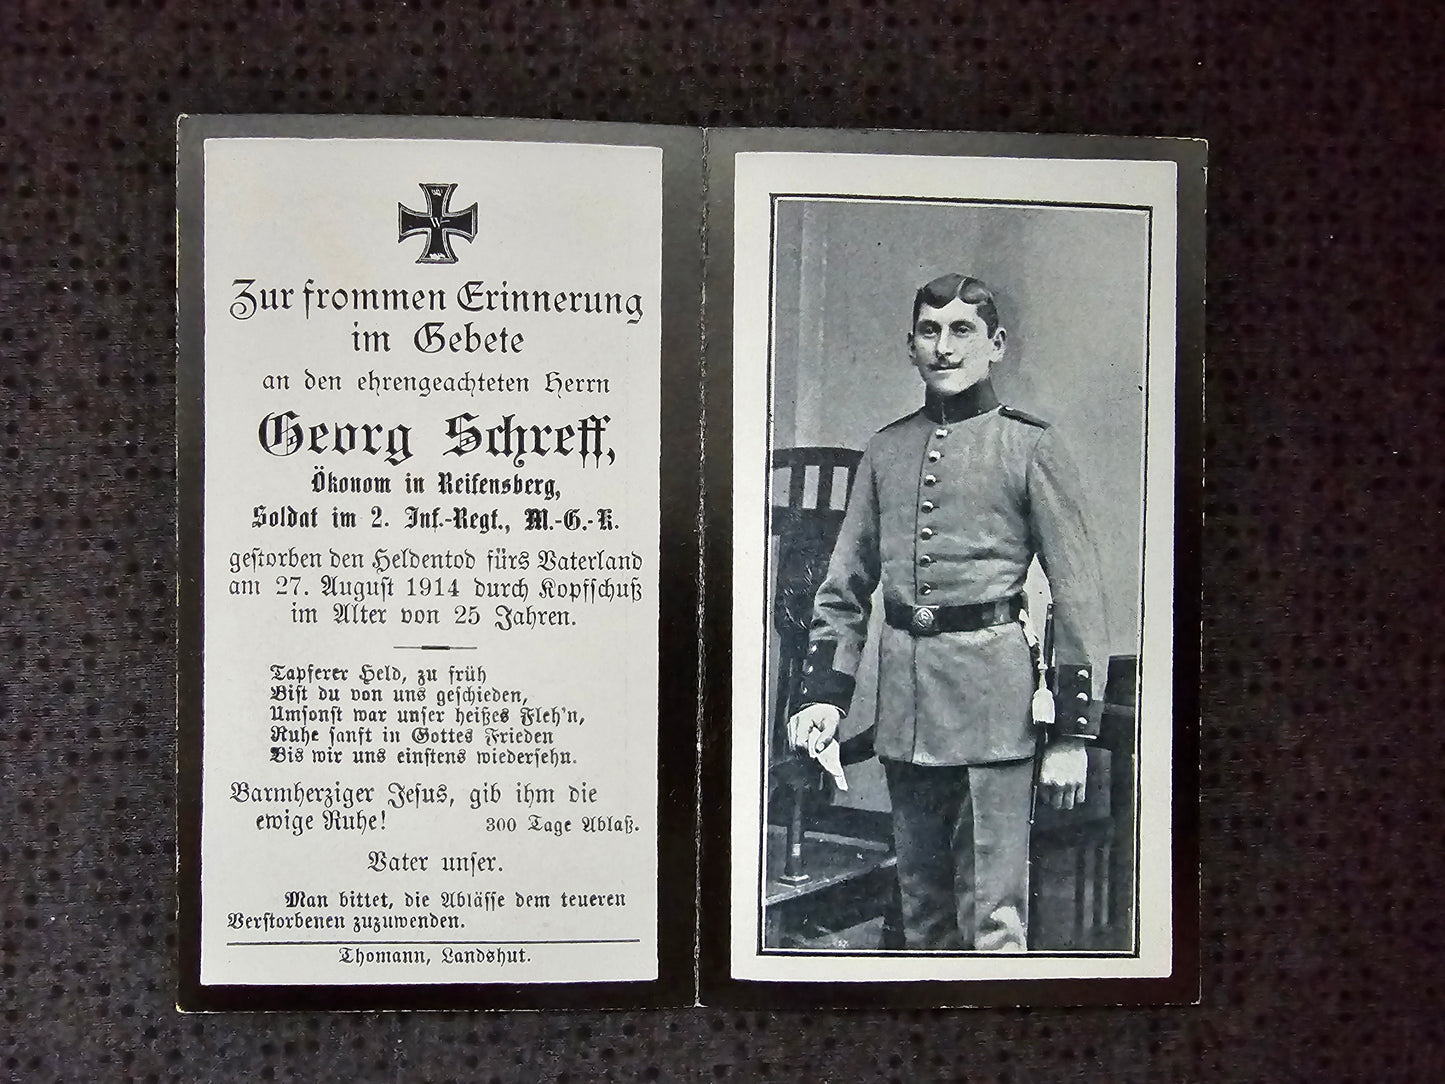 Zur frommen Erinnerung
im Gebete
an den ehrengeachteten Herrn
Georg Schreff,
Ökonom in Reifensberg,
Soldat im 2. Inf.-Regt., M.-G.-K.
gestorben den Heldentod fürs Vaterland
am 27. August 1914 durch Kopfschuß
im Alter von 25 Jahren.
Tapferer Held, zu früh
Bist du von uns geschieden,
Umsonst war unser heißes Fleh'n,
Ruhe sanft in Gottes Frieden
Bis wir uns einstens wiedersehn.
Barmherziger Jesus, gib ihm die
ewige Ruhe! 300 Tage Ablaß.
Vater unser.
Man bittet, die Ablässe dem teueren
Verstorbenen zuzuwenden.
Thomann, Landshut.